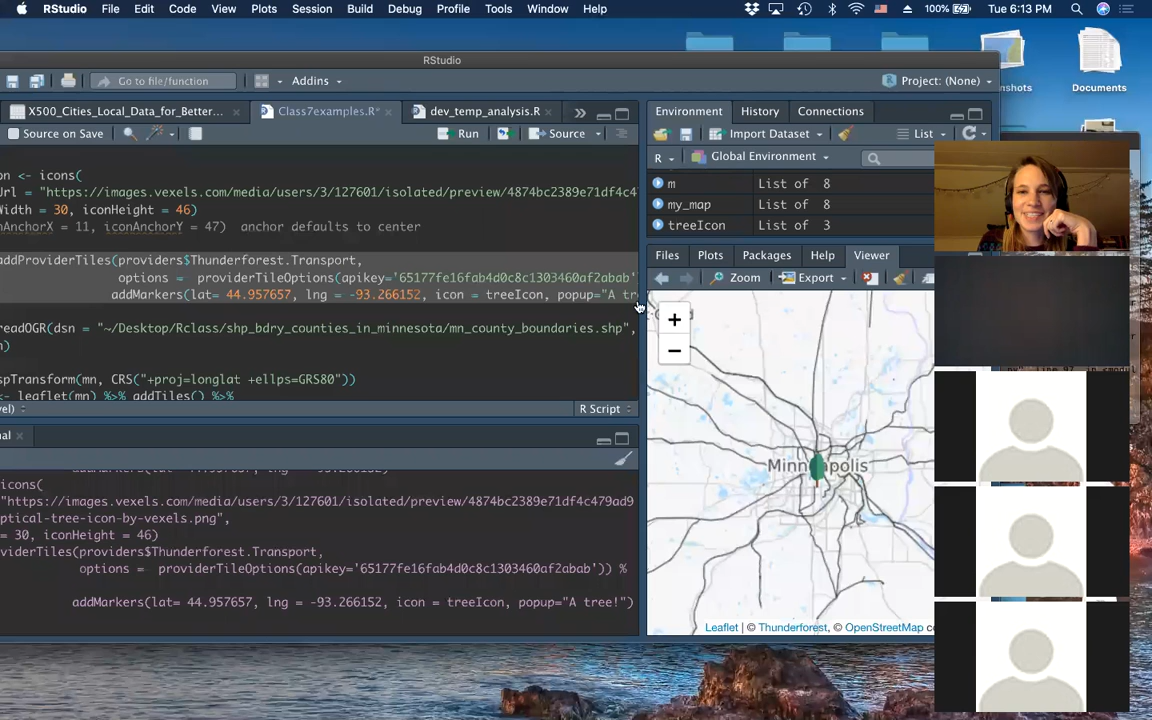 RStudio File Edit Code View Plots Session Build Debug Profile Tools Window Help 100% Tue 6:13 PM
RStudio
Go to file/function Addins Project: (None)
nshots Documents
X500_Cities_Local_Data_for_Better... Class7examples.R* dev_temp_analysis.R
Environment History Connections
Source on Save Run Source
Import Dataset List
R Global Environment
m List of 8
my_map List of 8
treeIcon List of 3
on <- icons(
Url = "https://images.vexels.com/media/users/3/127601/isolated/preview/4874bc2389e71df4c4
Width = 30, iconHeight = 46)
nAnchorX = 11, iconAnchorY = 47) anchor defaults to center
addProviderTiles(providers$Thunderforest.Transport,
options = providerTileOptions(apikey='65177fe16fab4d0c8c1303460af2abab'
addMarkers(lat= 44.957657, lng = -93.266152, icon = treeIcon, popup="A tr
readOGR(dsn = "~/Desktop/Rclass/shp_bdry_counties_in_minnesota/mn_county_boundaries.shp",
n)
spTransform(mn, CRS("+proj=longlat +ellps=GRS80"))
<- leaflet(mn) %>% addTiles() %>%
vel) R Script
Files Plots Packages Help Viewer
Zoom Export
+
−
Minneapolis
Leaflet | © Thunderforest, © OpenStreetMap c
nal
icons(
"https://images.vexels.com/media/users/3/127601/isolated/preview/4874bc2389e71df4c479ad9
ptical-tree-icon-by-vexels.png",
= 30, iconHeight = 46)
viderTiles(providers$Thunderforest.Transport,
options = providerTileOptions(apikey='65177fe16fab4d0c8c1303460af2abab')) %
addMarkers(lat= 44.957657, lng = -93.266152, icon = treeIcon, popup="A tree!")